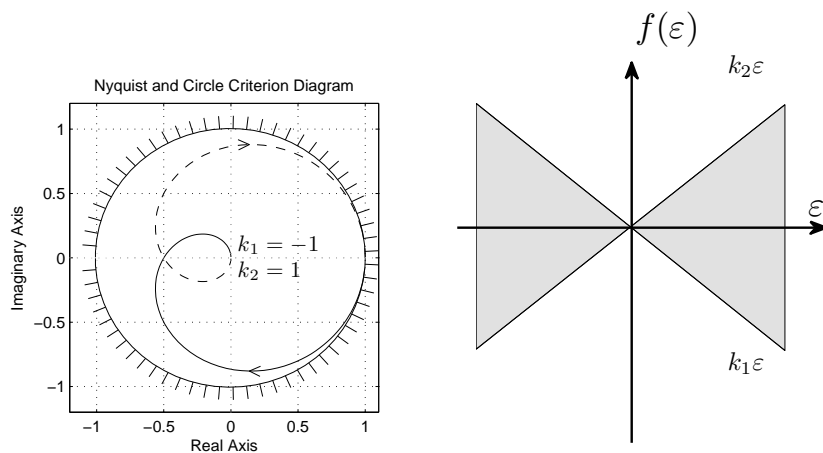 Nyquist and Circle Criterion Diagram
1
0.5
0
−0.5
−1
Imaginary Axis
k₁ = −1
k₂ = 1
−1
−0.5
0
0.5
1
Real Axis
f(ε)
k₂ε
ε
k₁ε